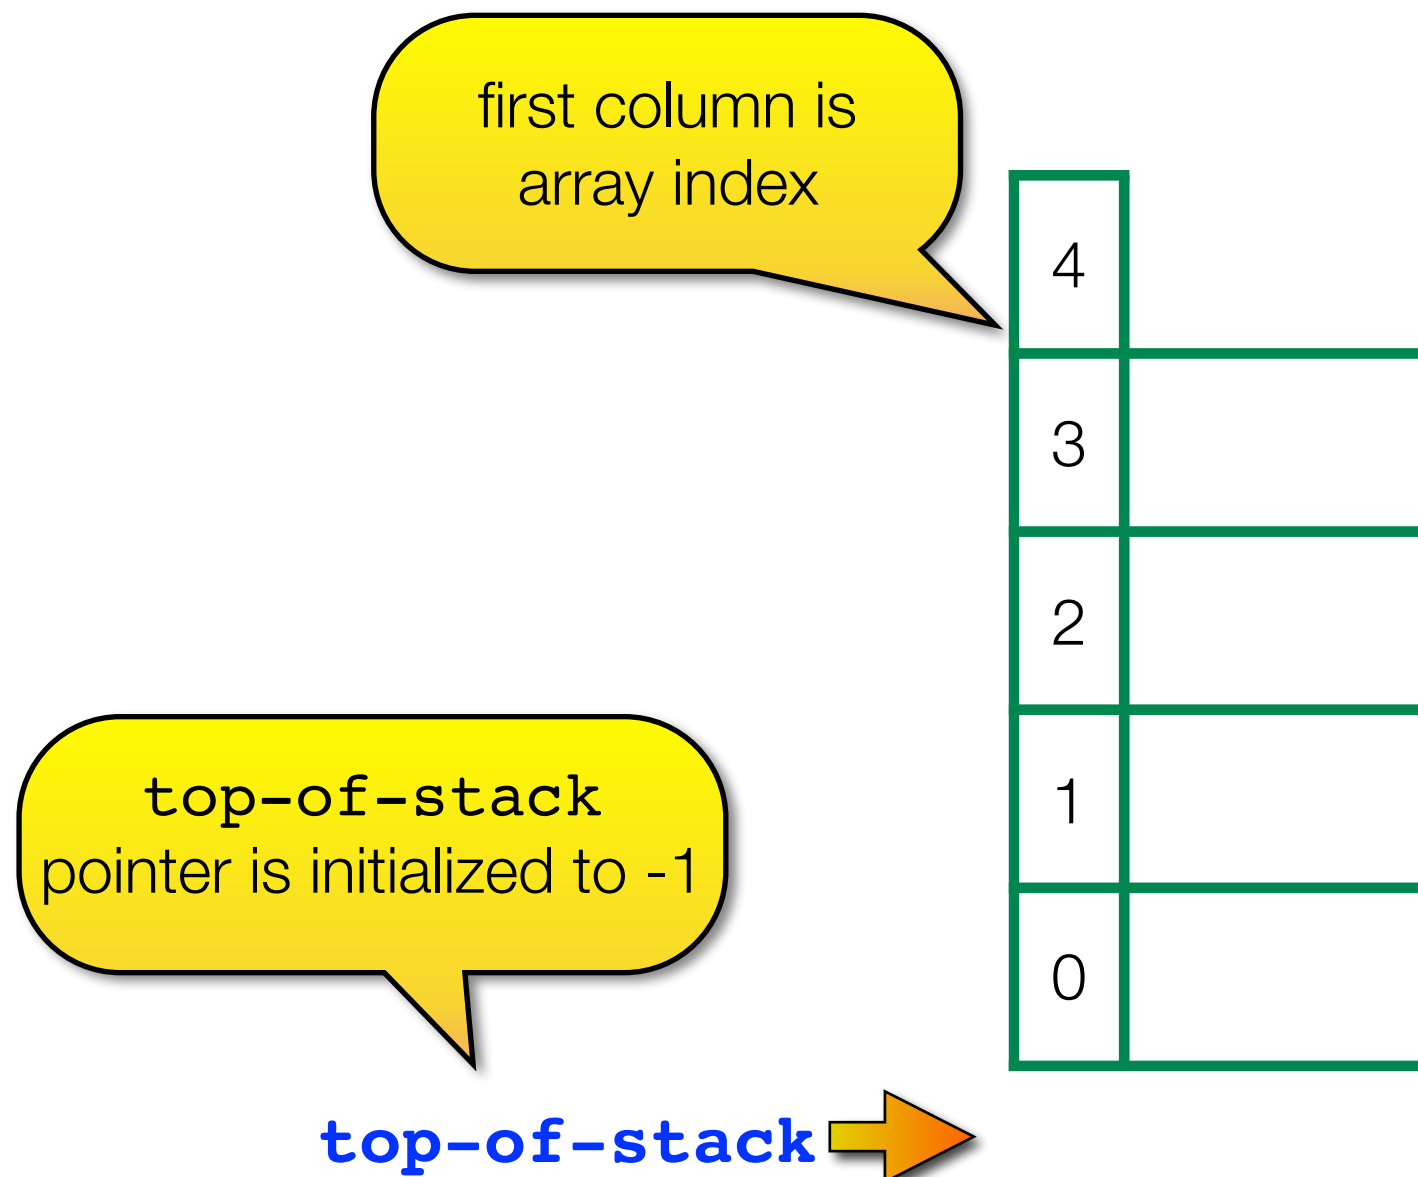 first column is
array index
4
3
2
top-of-stack
pointer is initialized to -1
1
0
top-of-stack